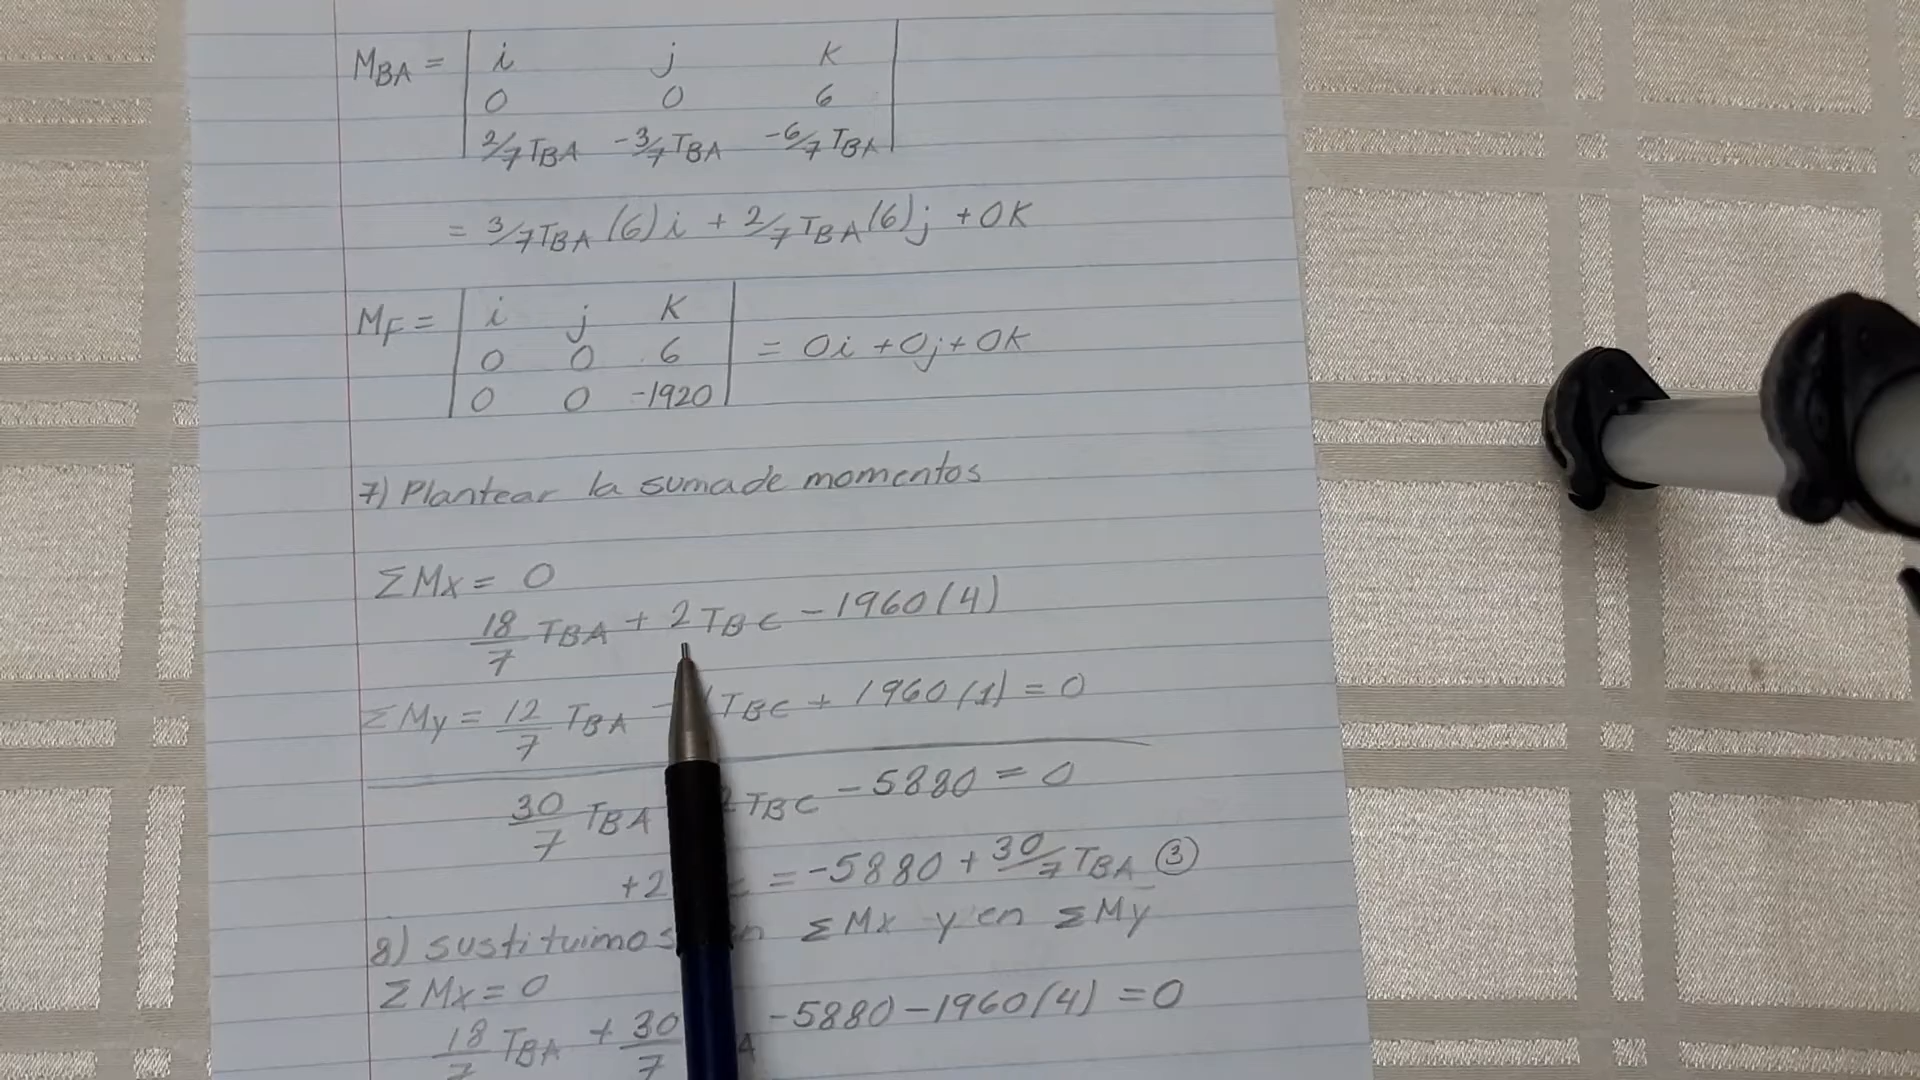 MBA = | i j K |
| 0 0 6 |
| 2/7 TBA -3/7 TBA -6/7 TBA |
= 3/7 TBA (6) i + 2/7 TBA (6) j + 0K
MF = | i j K |
| 0 0 6 | = 0i + 0j + 0K
| 0 0 -1920 |
7) Plantear la suma de momentos
ΣMx = 0
18/7 TBA + 2 TBC - 1960 (4)
ΣMy = 12/7 TBA - TBC + 1960 (1) = 0
30/7 TBA 2 TBC - 5880 = 0
+2 C = -5880 + 30/7 TBA ③
8) sustituimos en ΣMx y en ΣMy
ΣMx = 0
18/7 TBA + 30/7 A - 5880 - 1960 (4) = 0